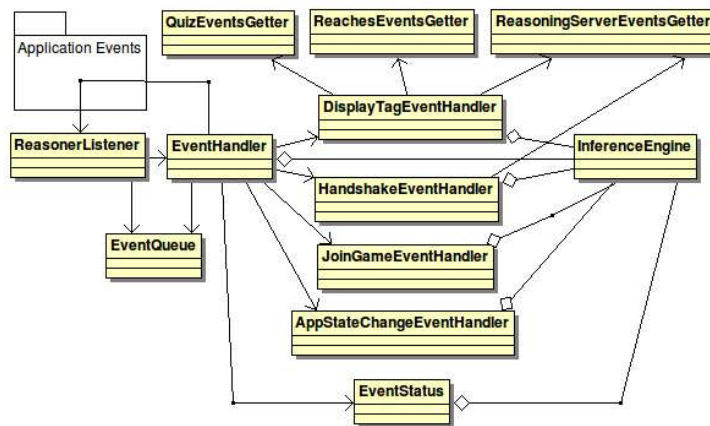 QuizEventsGetter
ReachesEventsGetter
ReasoningServerEventsGetter
Application Events
DisplayTagEventHandler
ReasonerListener
EventHandler
InferenceEngine
HandshakeEventHandler
EventQueue
JoinGameEventHandler
AppStateChangeEventHandler
EventStatus